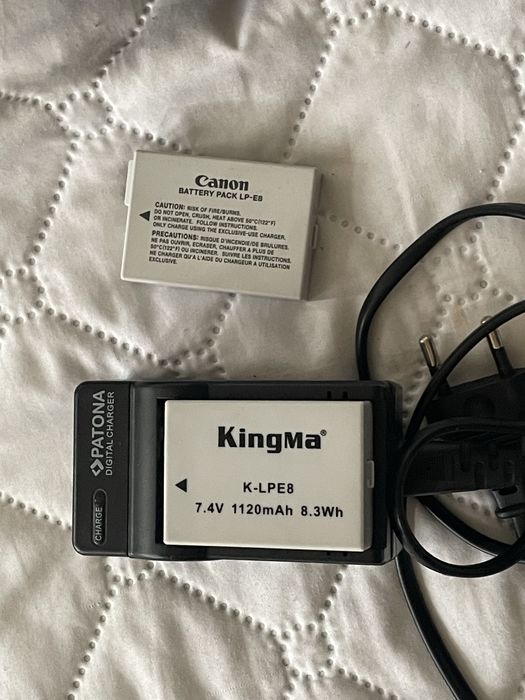 Canon
BATTERY PACK LP-E8
CAUTION: RISK OF FIRE/BURNS.
DO NOT OPEN, CRUSH, HEAT ABOVE 50°C(122°F)
OR INCINERATE. FOLLOW INSTRUCTIONS.
ONLY CHARGE USING THE EXCLUSIVE-USE CHARGER.
PRECAUTIONS: RISQUE D'INCENDIE/DE BRULURES.
NE PAS OUVRIR, ECRASER, CHAUFFER A PLUS DE
50°C(122°F) OU INCINERER. SUIVRE LES INSTRUCTIONS.
NE CHARGER QU'A L'AIDE DU CHARGEUR A UTILISATION
EXCLUSIVE.
PATONA
DIGITAL CHARGER
CHARGE
KingMa®
K-LPE8
7.4V 1120mAh 8.3Wh